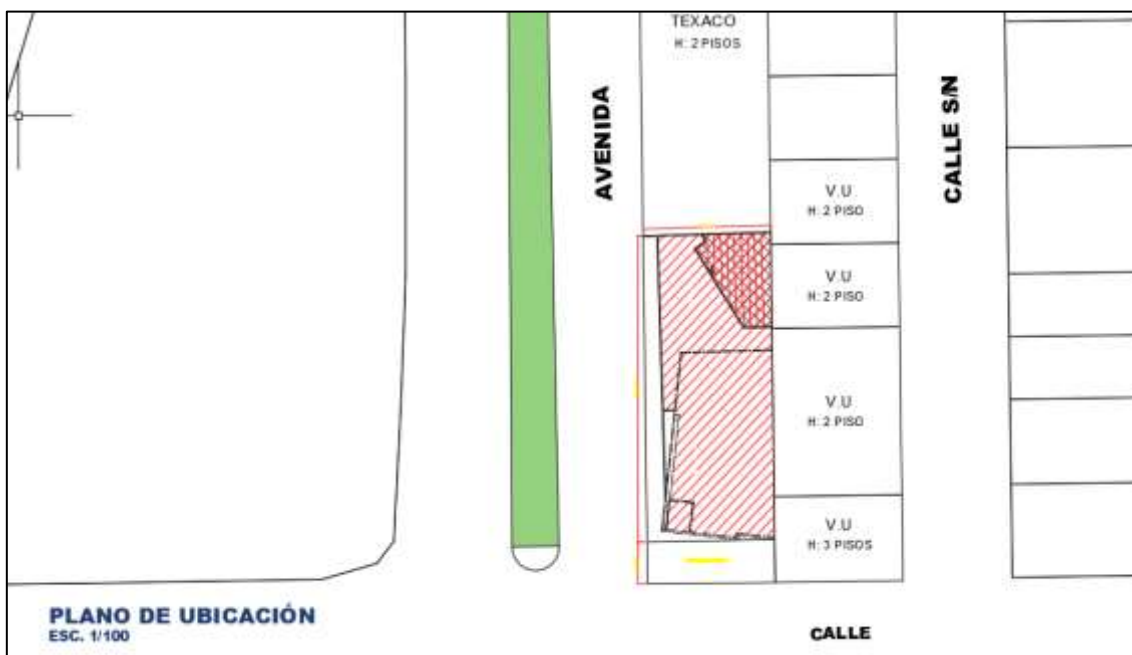 TEXACO
H: 2 PISOS
AVENIDA
CALLE S/N
V.U
H: 2 PISO
V.U
H: 2 PISO
V.U
H: 2 PISO
V.U
H: 3 PISOS
PLANO DE UBICACIÓN
ESC. 1/100
CALLE